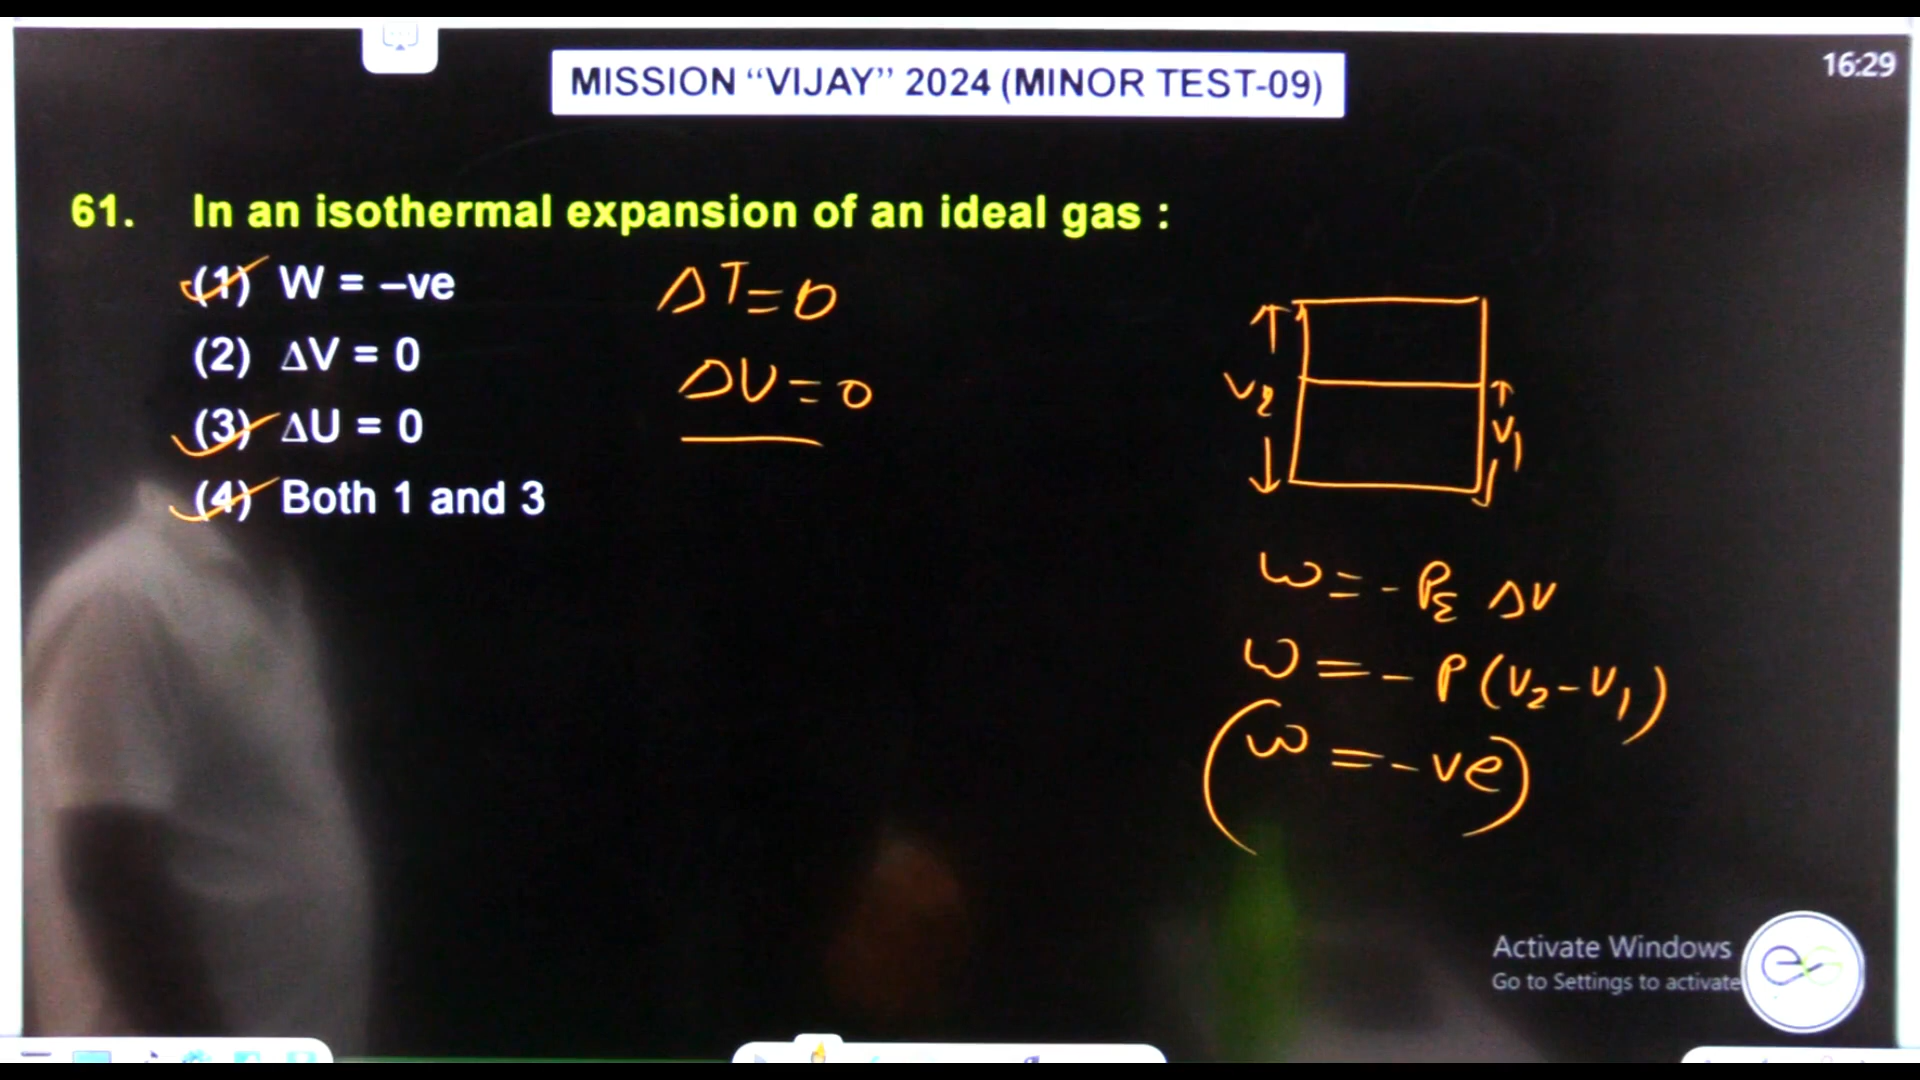 16:29
MISSION “VIJAY” 2024 (MINOR TEST-09)
61. In an isothermal expansion of an ideal gas :
(1) W = –ve
(2) ΔV = 0
(3) ΔU = 0
(4) Both 1 and 3
ΔT = 0
ΔU = 0
V2
V1
W = - PE ΔV
W = - P (V2 - V1)
(W = -ve)
Activate Windows
Go to Settings to activate